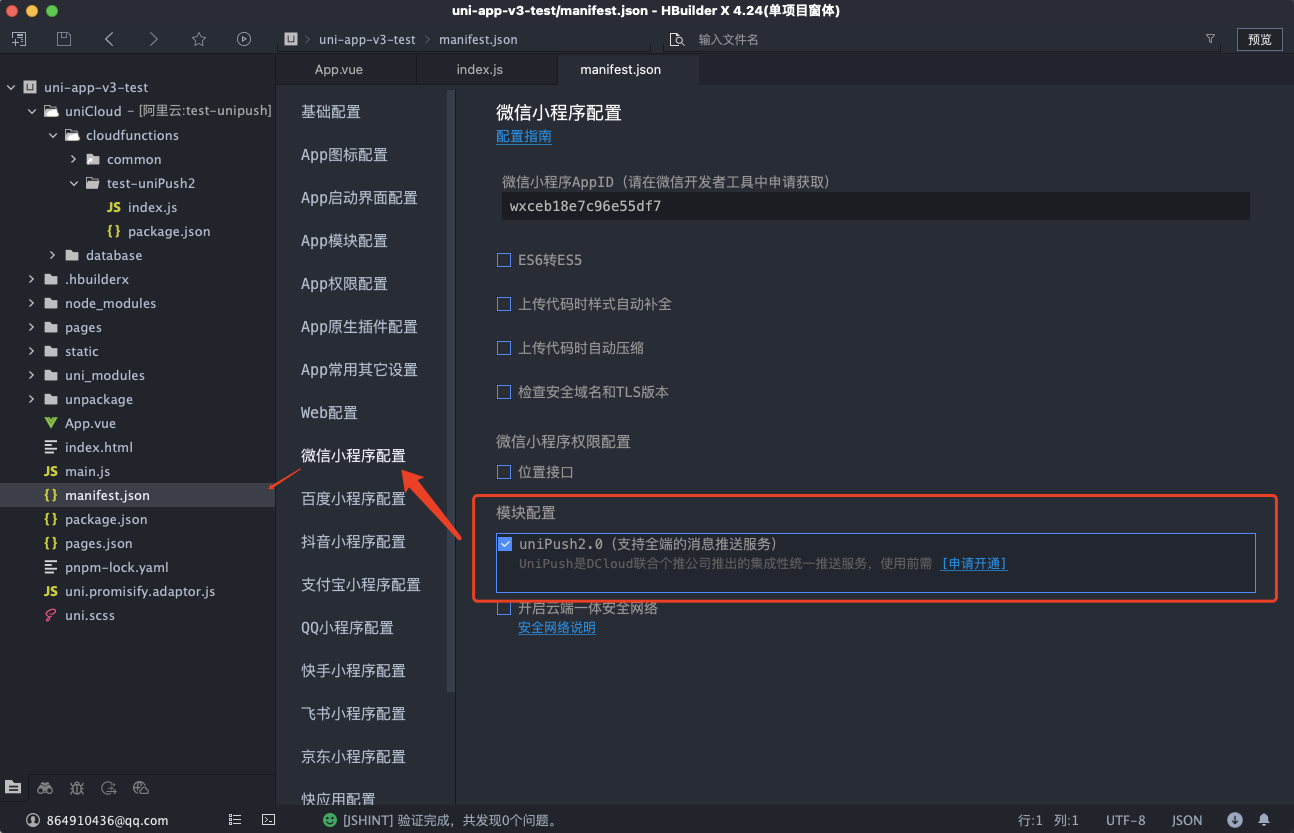 uni-app-v3-test/manifest.json - HBuilder X 4.24(单项目窗体)
uni-app-v3-test
manifest.json
输入文件名
预览
uni-app-v3-test
uniCloud - [阿里云:test-unipush]
cloudfunctions
common
test-uniPush2
JS index.js
{} package.json
database
.hbuilderx
node_modules
pages
static
uni_modules
unpackage
App.vue
index.html
JS main.js
{} manifest.json
{} package.json
{} pages.json
pnpm-lock.yaml
JS uni.promisify.adaptor.js
uni.scss
App.vue
index.js
manifest.json
基础配置
App图标配置
App启动界面配置
App模块配置
App权限配置
App原生插件配置
App常用其它设置
Web配置
微信小程序配置
百度小程序配置
抖音小程序配置
支付宝小程序配置
QQ小程序配置
快手小程序配置
飞书小程序配置
京东小程序配置
快应用配置
微信小程序配置
配置指南
微信小程序AppID（请在微信开发者工具中申请获取）
wxceb18e7c96e55df7
ES6转ES5
上传代码时样式自动补全
上传代码时自动压缩
检查安全域名和TLS版本
微信小程序权限配置
位置接口
模块配置
uniPush2.0（支持全端的消息推送服务）
UniPush是DCloud联合个推公司推出的集成性统一推送服务，使用前需 [申请开通]
开启云端一体安全网络
安全网络说明
864910436@qq.com
[JSHINT] 验证完成，共发现0个问题。
行:1 列:1
UTF-8
JSON